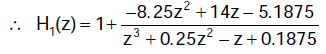 ∴ H₁(z) = 1+ (-8.25z² + 14z - 5.1875) / (z³ + 0.25z² - z + 0.1875)